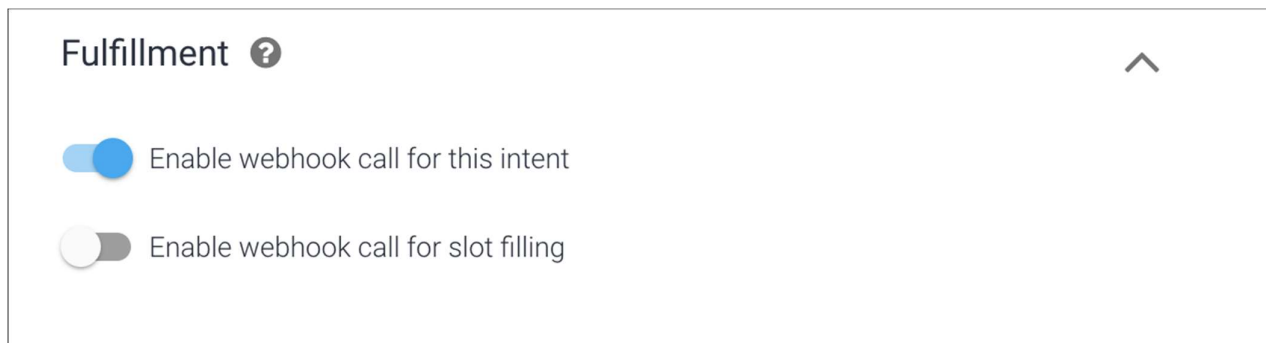 Fulfillment ?
Enable webhook call for this intent
Enable webhook call for slot filling